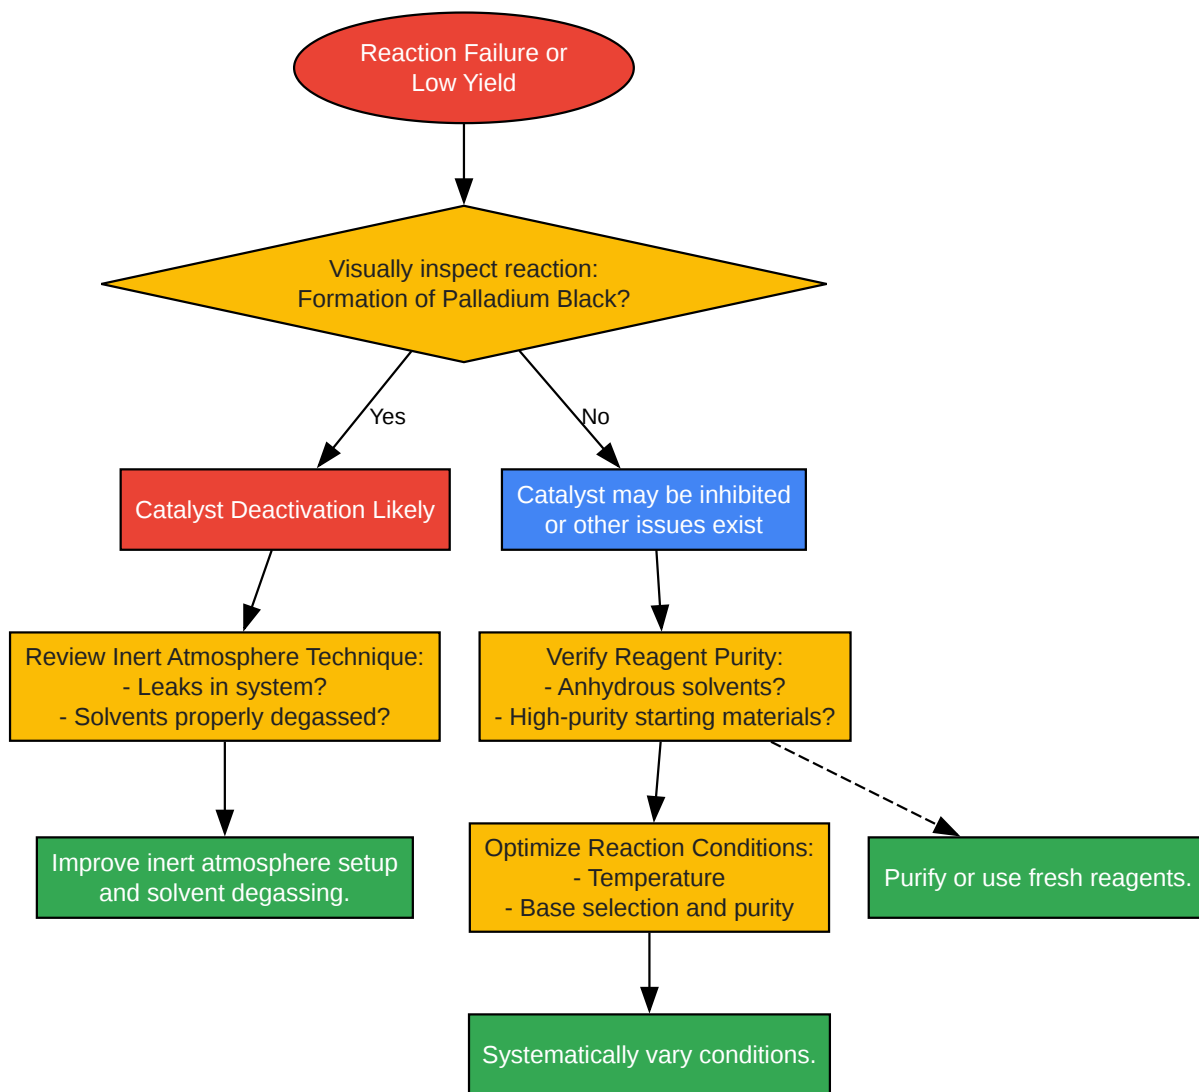 Reaction Failure or
Low Yield
Visually inspect reaction:
Formation of Palladium Black?
Yes
No
Catalyst Deactivation Likely
Catalyst may be inhibited
or other issues exist
Review Inert Atmosphere Technique:
- Leaks in system?
- Solvents properly degassed?
Verify Reagent Purity:
- Anhydrous solvents?
- High-purity starting materials?
Improve inert atmosphere setup
and solvent degassing.
Optimize Reaction Conditions:
- Temperature
- Base selection and purity
Purify or use fresh reagents.
Systematically vary conditions.